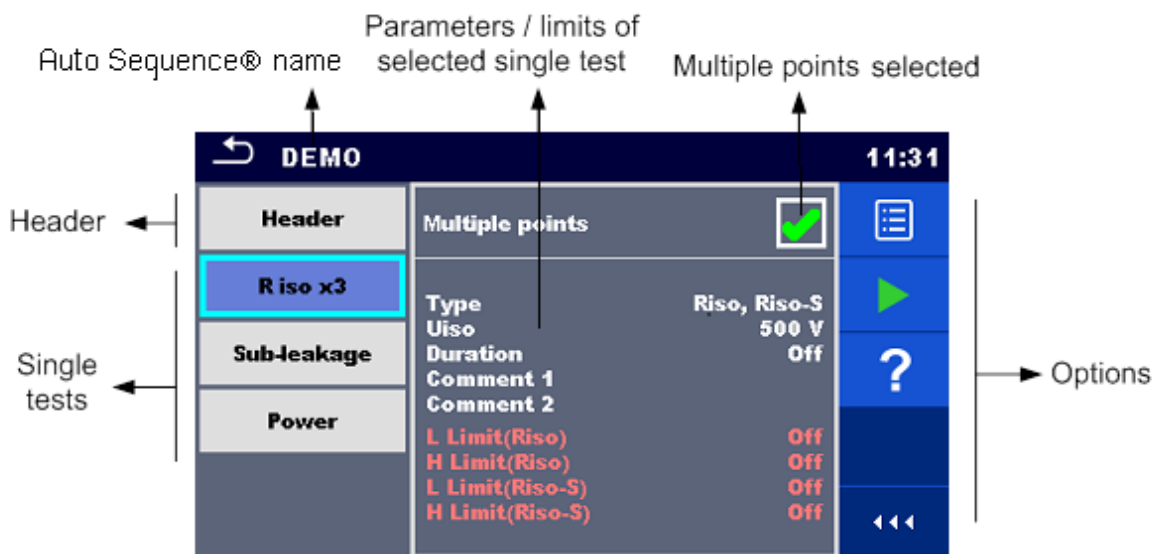 Parameters / limits of
selected single test
Auto Sequence® name
Multiple points selected
DEMO
11:31
Header
Header
Multiple points
R iso x3
Single
tests
Sub-leakage
Power
Type Riso, Riso-S
Uiso 500 V
Duration Off
Comment 1
Comment 2
L Limit(Riso) Off
H Limit(Riso) Off
L Limit(Riso-S) Off
H Limit(Riso-S) Off
?
Options